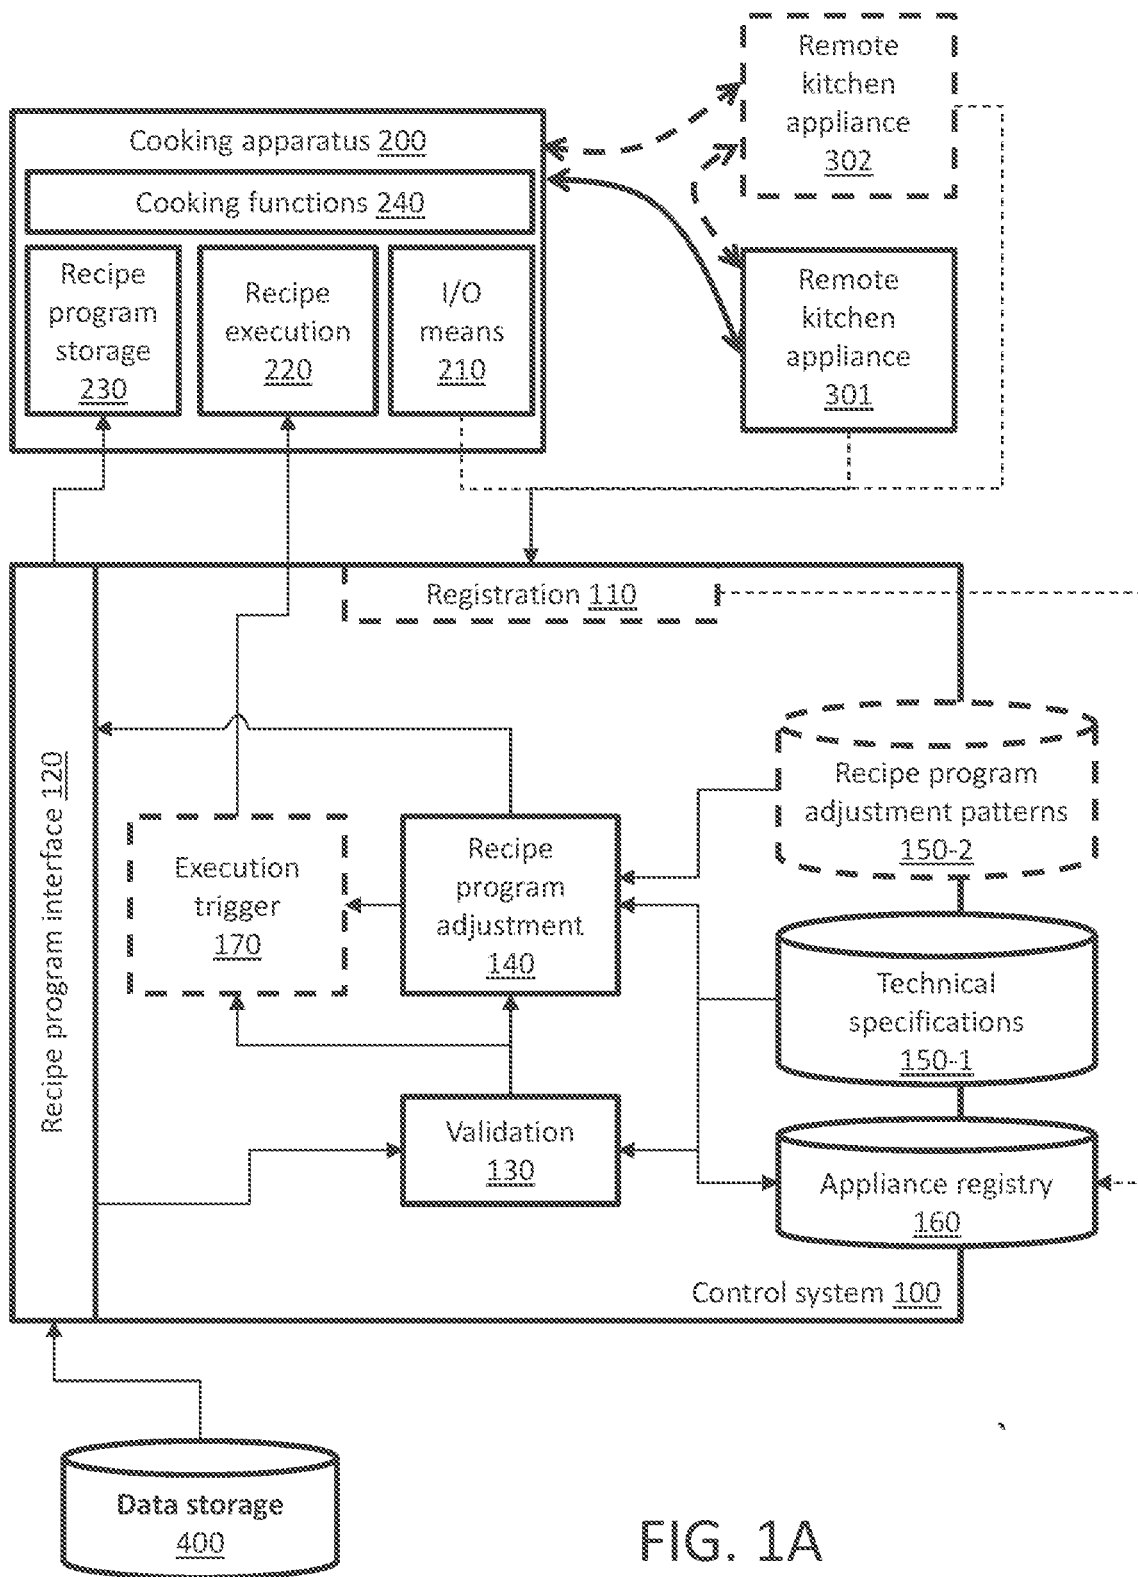 Remote
kitchen
appliance
302
Cooking apparatus 200
Cooking functions 240
Recipe
program
storage
230
Recipe
execution
220
I/O
means
210
Remote
kitchen
appliance
301
Registration 110
Recipe program interface 120
Recipe program
adjustment patterns
150-2
Execution
trigger
170
Recipe
program
adjustment
140
Technical
specifications
150-1
Validation
130
Appliance registry
160
Control system 100
Data storage
400
FIG. 1A